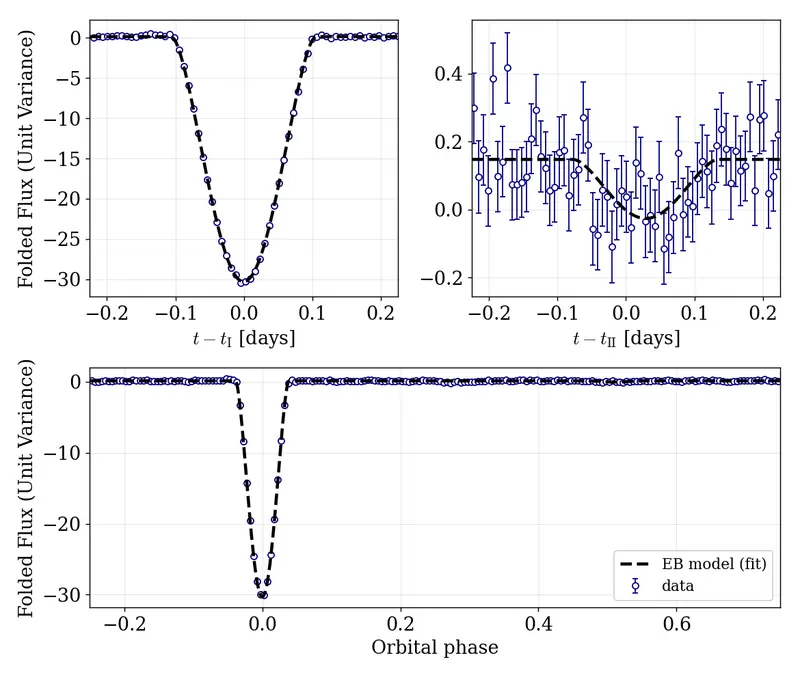 Folded Flux (Unit Variance)
0
−5
−10
−15
−20
−25
−30
−0.2 −0.1 0.0 0.1 0.2
t − tI [days]
0.4
0.2
0.0
−0.2
−0.2 −0.1 0.0 0.1 0.2
t − tII [days]
Folded Flux (Unit Variance)
0
−10
−20
−30
EB model (fit)
data
−0.2 0.0 0.2 0.4 0.6
Orbital phase